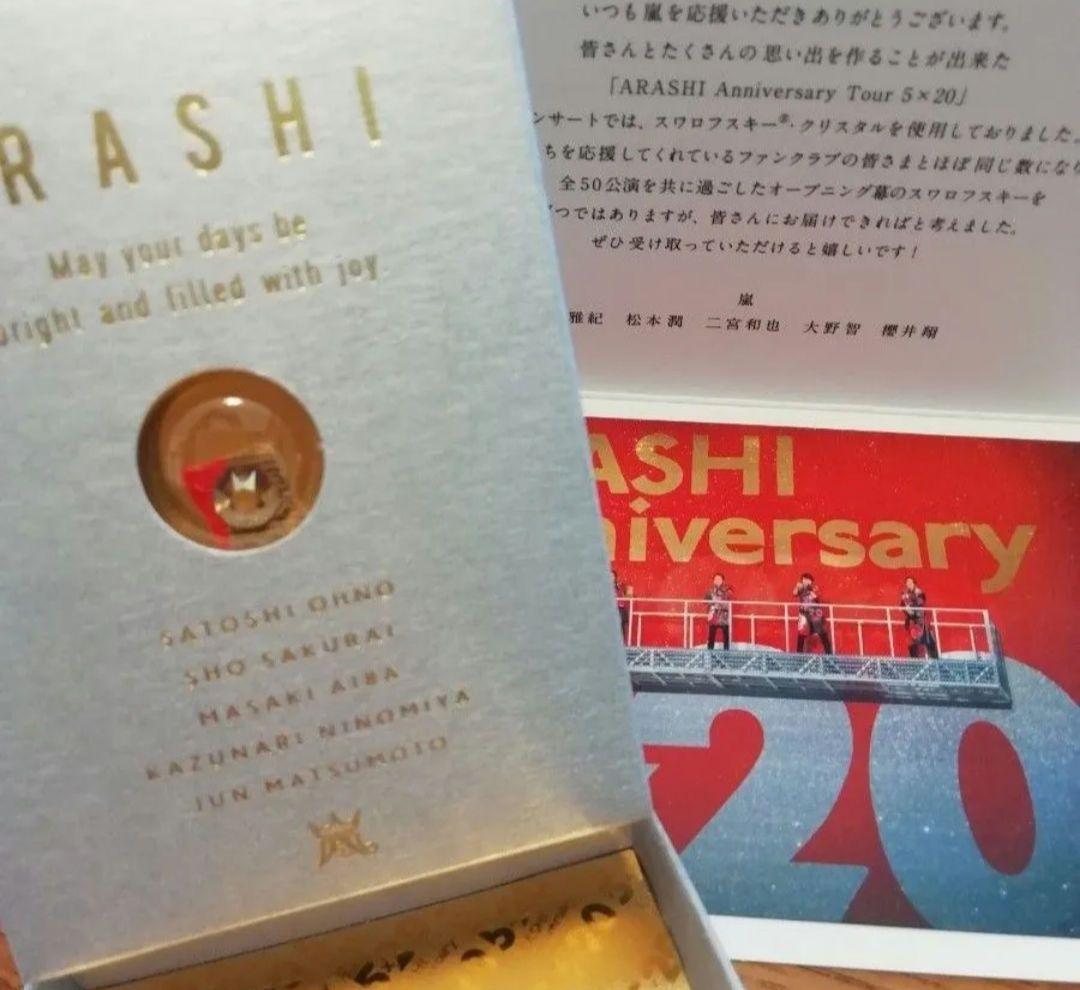 RASHI
May your days be
bright and filled with joy
SATOSHI OHNO
SHO SAKURAI
MASAKI AIBA
KAZUNARI NINOMIYA
JUN MATSUMOTO
いつも嵐を応援いただきありがとうございます。
皆さんとたくさんの思い出を作ることが出来た
「ARASHI Anniversary Tour 5×20」
ンサートでは、スワロフスキー®・クリスタルを使用しておりました。
ちを応援してくれているファンクラブの皆さまとほぼ同じ数になり
全50公演を共に過ごしたオープニング幕のスワロフスキーを
つではありますが、皆さんにお届けできればと考えました。
ぜひ受け取っていただけると嬉しいです!
嵐
雅紀 松本潤 二宮和也 大野智 櫻井翔
ASHI
niversary
20